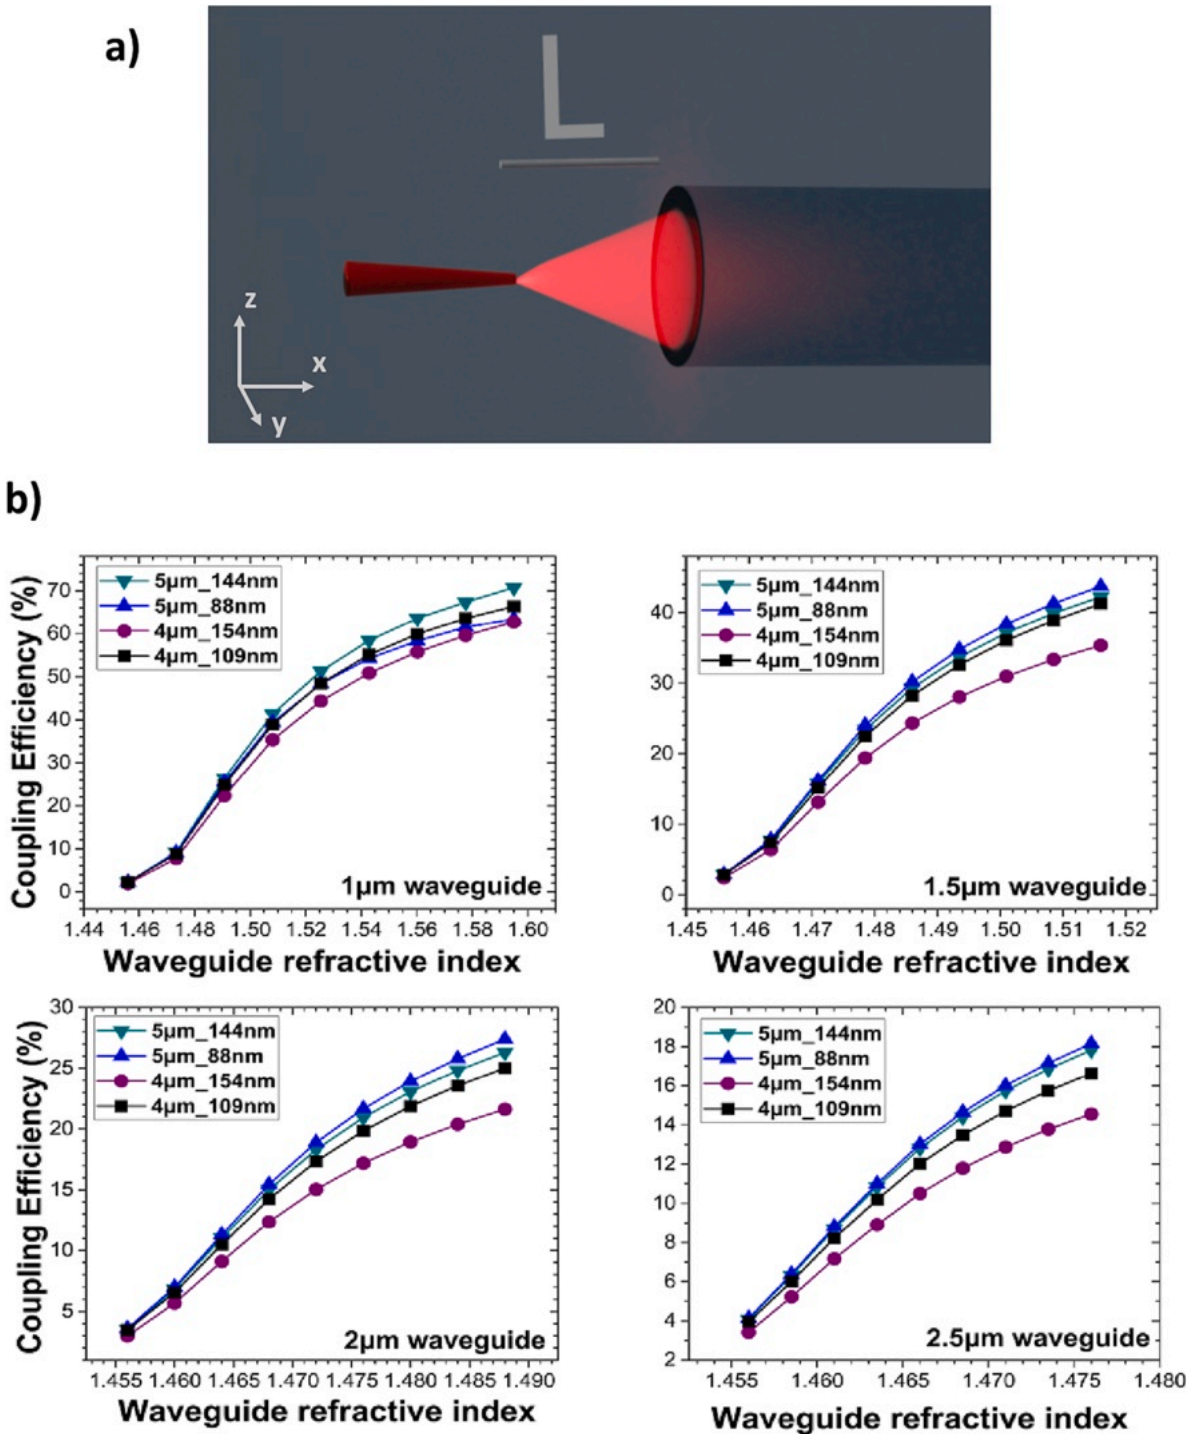 a)
L
z
x
y
b)
Coupling Efficiency (%)
70
60
50
40
30
20
10
0
5µm_144nm
5µm_88nm
4µm_154nm
4µm_109nm
1µm waveguide
1.44 1.46 1.48 1.50 1.52 1.54 1.56 1.58 1.60
Waveguide refractive index
40
30
20
10
0
5µm_144nm
5µm_88nm
4µm_154nm
4µm_109nm
1.5µm waveguide
1.45 1.46 1.47 1.48 1.49 1.50 1.51 1.52
Waveguide refractive index
Coupling Efficiency (%)
30
25
20
15
10
5
5µm_144nm
5µm_88nm
4µm_154nm
4µm_109nm
2µm waveguide
1.455 1.460 1.465 1.470 1.475 1.480 1.485 1.490
Waveguide refractive index
20
18
16
14
12
10
8
6
4
2
5µm_144nm
5µm_88nm
4µm_154nm
4µm_109nm
2.5µm waveguide
1.455 1.460 1.465 1.470 1.475 1.480
Waveguide refractive index